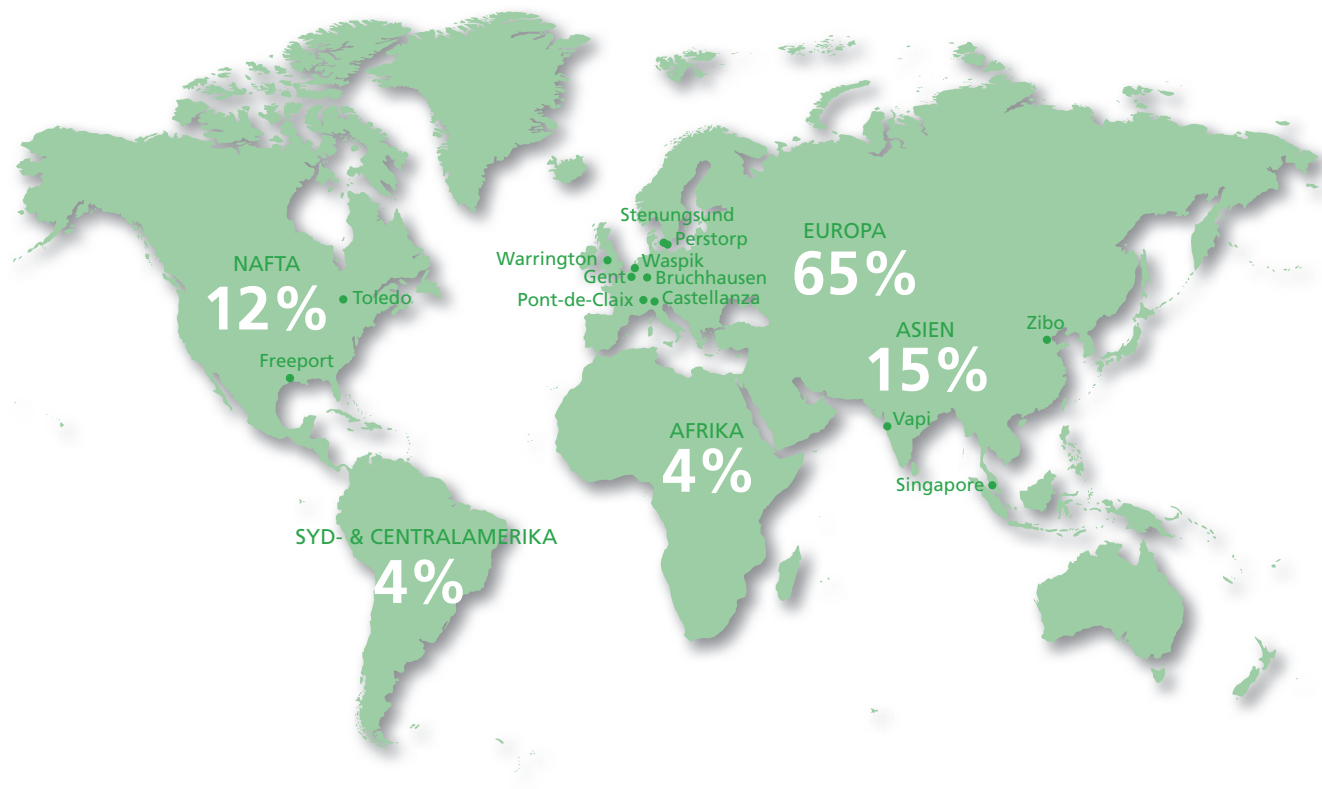 Stenungsund
Perstorp
Warrington
Waspik
Gent
Bruchhausen
Pont-de-Claix
Castellanza
EUROPA
65%
NAFTA
12%
Toledo
Freeport
ASIEN
15%
Zibo
Vapi
Singapore
AFRIKA
4%
SYD- & CENTRALAMERIKA
4%